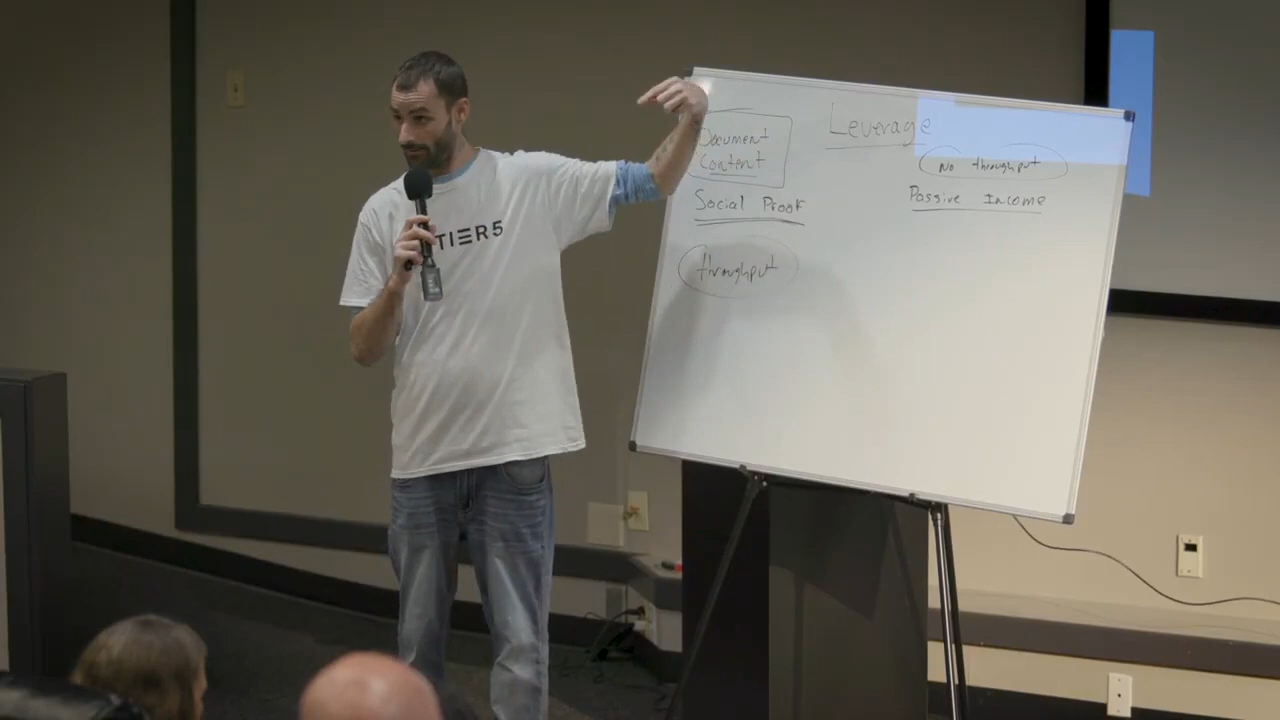 TIER5
Leverage
Document
Content
Social Proof
throughput
No throughput
Passive Income